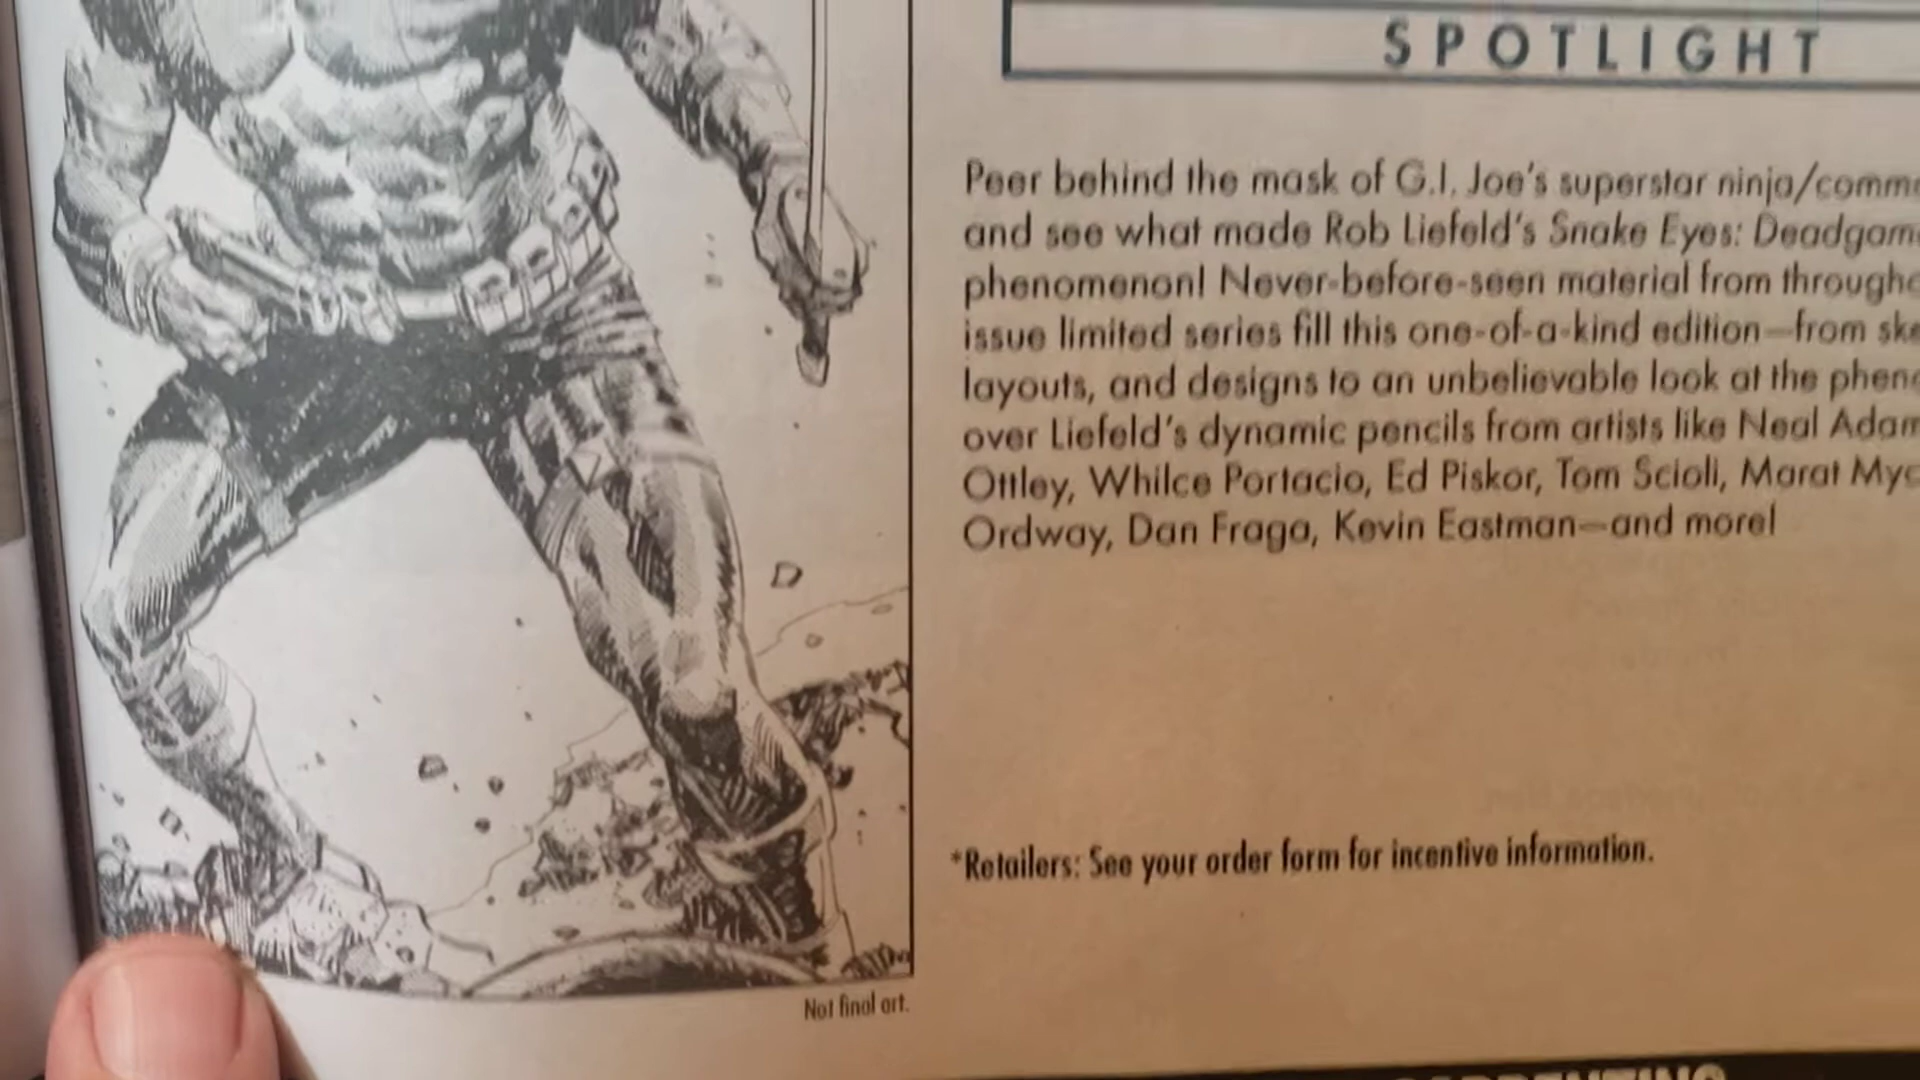 SPOTLIGHT
Peer behind the mask of G.I. Joe's superstar ninja/comm
and see what made Rob Liefeld's Snake Eyes: Deadgam
phenomenon! Never-before-seen material from through
issue limited series fill this one-of-a-kind edition—from ske
layouts, and designs to an unbelievable look at the phen
over Liefeld's dynamic pencils from artists like Neal Adam
Ottley, Whilce Portacio, Ed Piskor, Tom Scioli, Marat Myc
Ordway, Dan Fraga, Kevin Eastman—and more!
*Retailers: See your order form for incentive information.
Not final art.